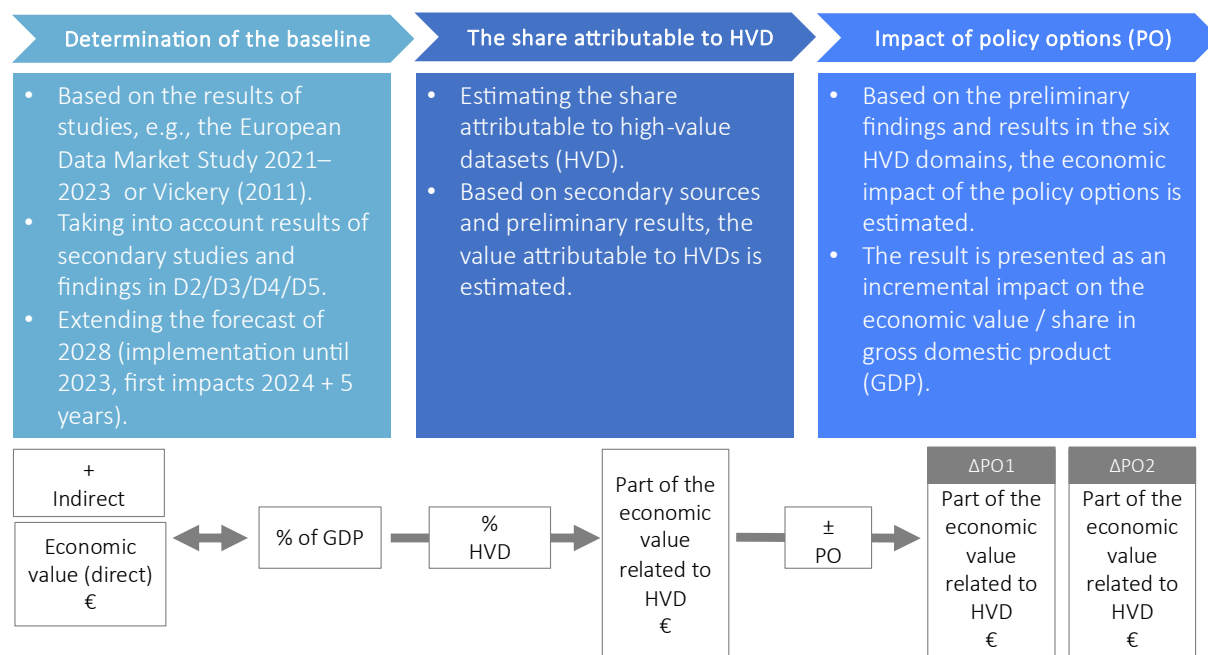 Determination of the baseline
• Based on the results of
studies, e.g., the European
Data Market Study 2021–
2023 or Vickery (2011).
• Taking into account results of
secondary studies and
findings in D2/D3/D4/D5.
• Extending the forecast of
2028 (implementation until
2023, first impacts 2024 + 5
years).
The share attributable to HVD
• Estimating the share
attributable to high-value
datasets (HVD).
• Based on secondary sources
and preliminary results, the
value attributable to HVDs is
estimated.
Impact of policy options (PO)
• Based on the preliminary
findings and results in the six
HVD domains, the economic
impact of the policy options is
estimated.
• The result is presented as an
incremental impact on the
economic value / share in
gross domestic product
(GDP).
+
Indirect
Economic
value (direct)
€
% of GDP
%
HVD
Part of the
economic
value
related to
HVD
€
±
PO
ΔPO1
Part of the
economic
value
related to
HVD
€
ΔPO2
Part of the
economic
value
related to
HVD
€